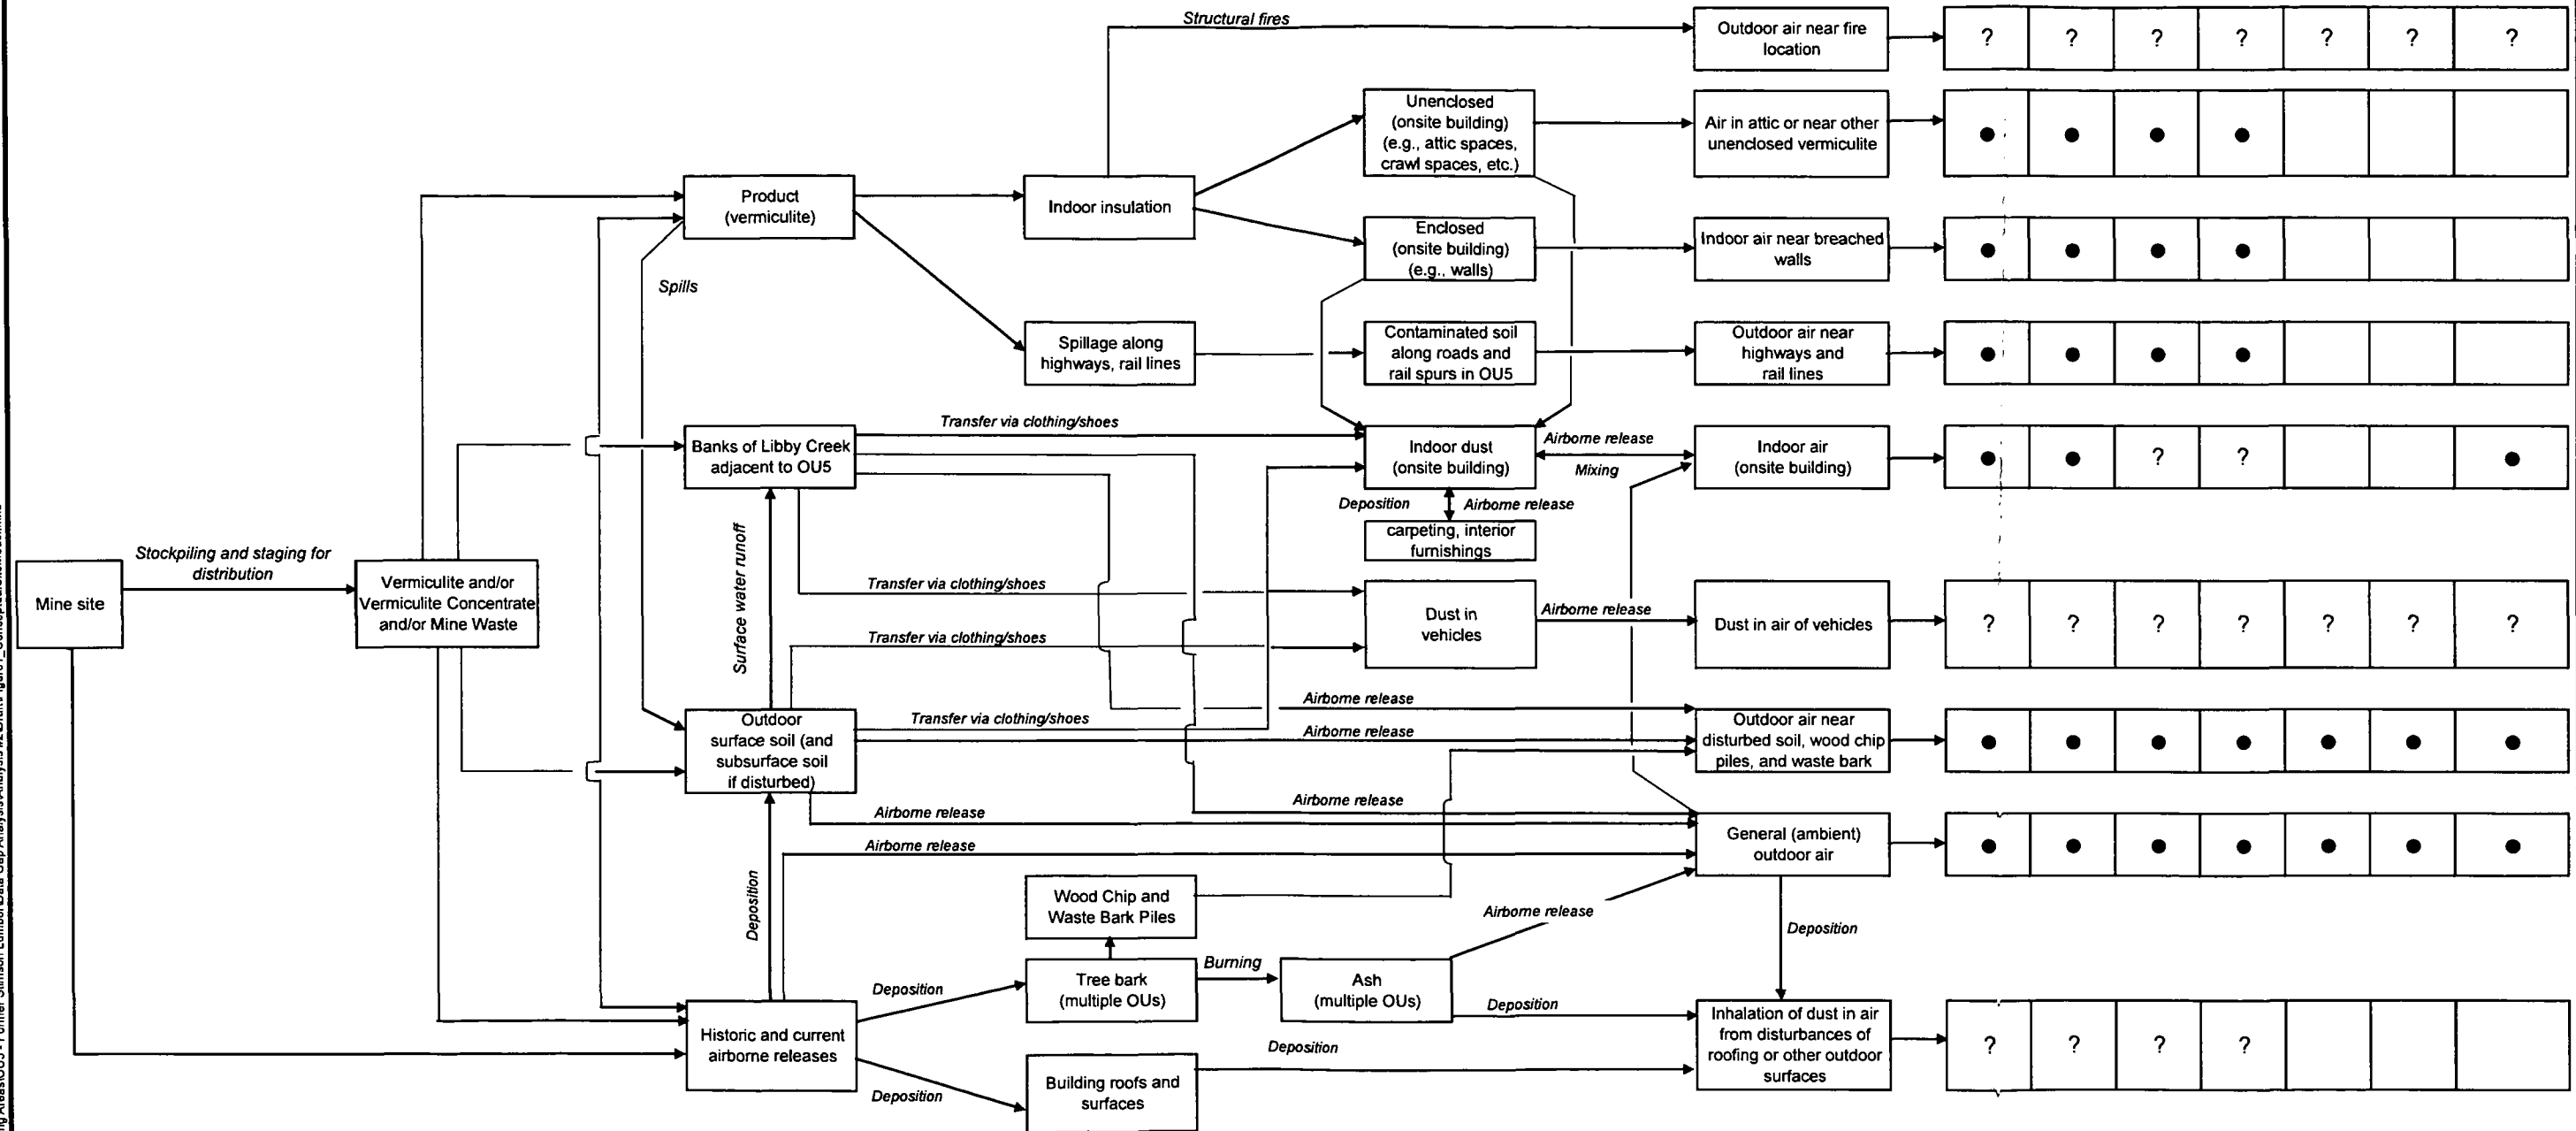 Structural fires
Outdoor air near fire
location
? ? ? ? ? ? ?
Unenclosed
(onsite building)
(e.g., attic spaces,
crawl spaces, etc.)
Air in attic or near other
unenclosed vermiculite
Product
(vermiculite)
Indoor insulation
Enclosed
(onsite building)
(e.g., walls)
Indoor air near breached
walls
Spills
Spillage along
highways, rail lines
Contaminated soil
along roads and
rail spurs in OU5
Outdoor air near
highways and
rail lines
Banks of Libby Creek
adjacent to OU5
Transfer via clothing/shoes
Indoor dust
(onsite building)
Airborne release
Mixing
Indoor air
(onsite building)
? ?
Deposition
Airborne release
carpeting, interior
furnishings
Mine site
Stockpiling and staging for
distribution
Vermiculite and/or
Vermiculite Concentrate
and/or Mine Waste
Surface water runoff
Transfer via clothing/shoes
Transfer via clothing/shoes
Dust in
vehicles
Airborne release
Dust in air of vehicles
? ? ? ? ? ? ?
Outdoor
surface soil (and
subsurface soil
if disturbed)
Transfer via clothing/shoes
Airborne release
Airborne release
Outdoor air near
disturbed soil, wood chip
piles, and waste bark
Airborne release
Airborne release
Airborne release
General (ambient)
outdoor air
Deposition
Wood Chip and
Waste Bark Piles
Airborne release
Deposition
Deposition
Tree bark
(multiple OUs)
Burning
Ash
(multiple OUs)
Deposition
Historic and current
airborne releases
Deposition
Building roofs and
surfaces
Deposition
Inhalation of dust in air
from disturbances of
roofing or other outdoor
surfaces
? ? ? ?